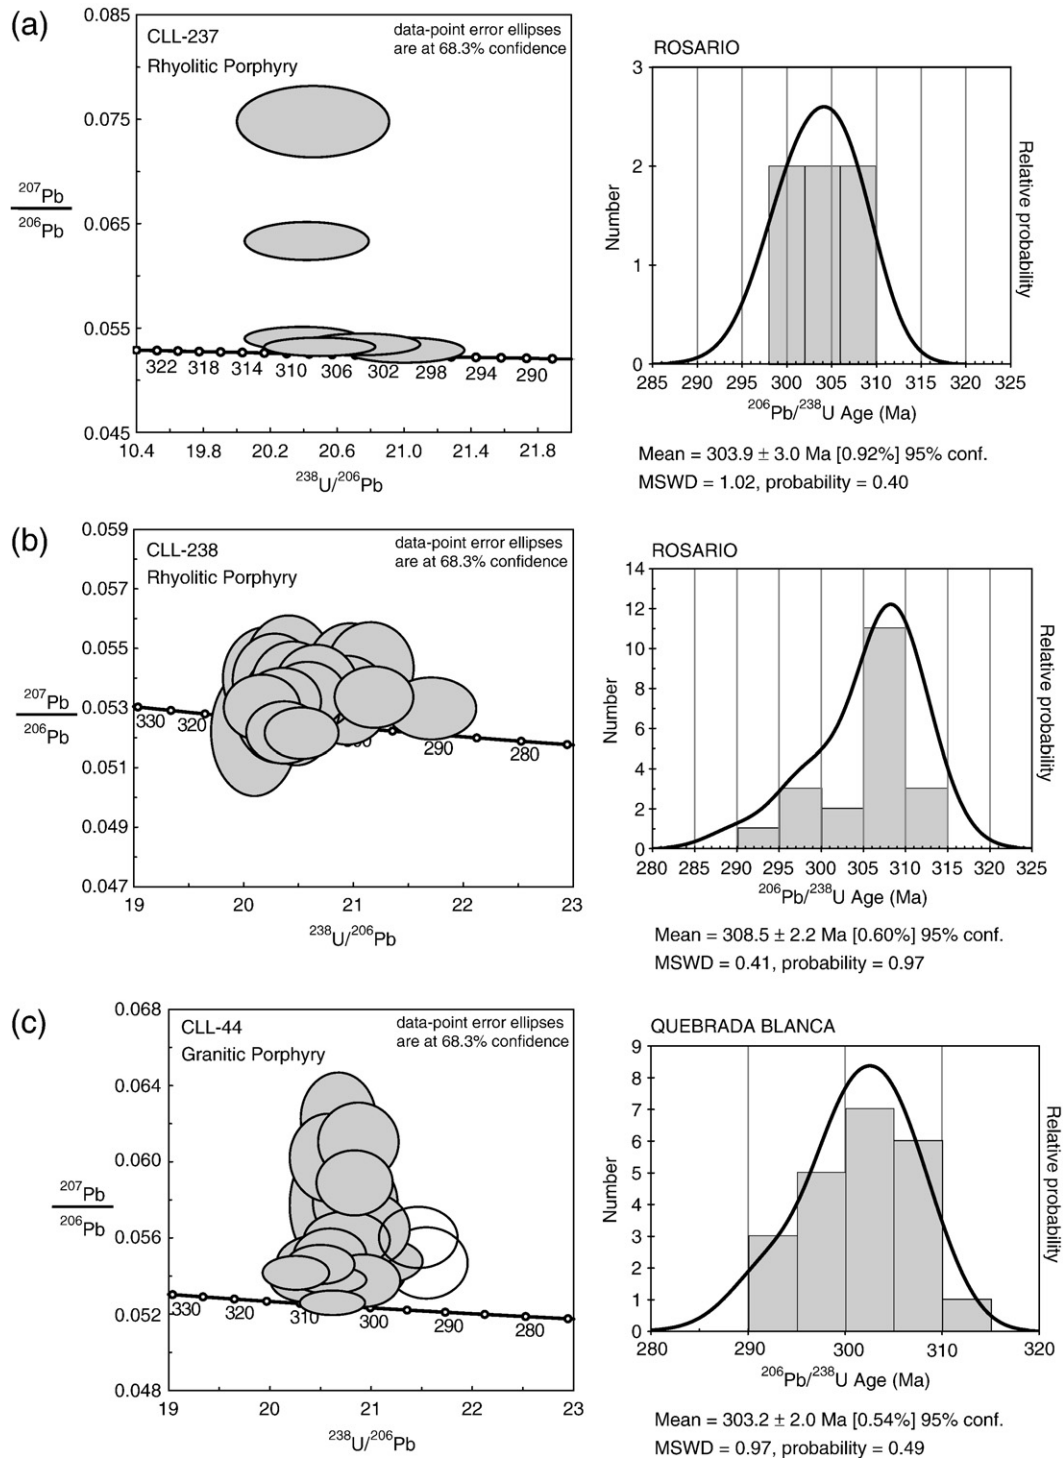 (a)
CLL-237
Rhyolitic Porphyry
data-point error ellipses
are at 68.3% confidence
0.085
0.075
0.065
0.055
0.045
207Pb
206Pb
322 318 314 310 306 302 298 294 290
10.4 19.8 20.2 20.6 21.0 21.4 21.8
238U/206Pb
ROSARIO
3
2
1
0
Number
Relative probability
285 290 295 300 305 310 315 320 325
206Pb/238U Age (Ma)
Mean = 303.9 ± 3.0 Ma [0.92%] 95% conf.
MSWD = 1.02, probability = 0.40
(b)
CLL-238
Rhyolitic Porphyry
data-point error ellipses
are at 68.3% confidence
0.059
0.057
0.055
0.053
0.051
0.049
0.047
207Pb
206Pb
330 320 290 280
19 20 21 22 23
238U/206Pb
ROSARIO
14
12
10
8
6
4
2
0
Number
Relative probability
280 285 290 295 300 305 310 315 320 325
206Pb/238U Age (Ma)
Mean = 308.5 ± 2.2 Ma [0.60%] 95% conf.
MSWD = 0.41, probability = 0.97
(c)
CLL-44
Granitic Porphyry
data-point error ellipses
are at 68.3% confidence
0.068
0.064
0.060
0.056
0.052
0.048
207Pb
206Pb
330 320 310 300 290 280
19 20 21 22 23
238U/206Pb
QUEBRADA BLANCA
9
8
7
6
5
4
3
2
1
0
Number
Relative probability
280 290 300 310 320
206Pb/238U Age (Ma)
Mean = 303.2 ± 2.0 Ma [0.54%] 95% conf.
MSWD = 0.97, probability = 0.49